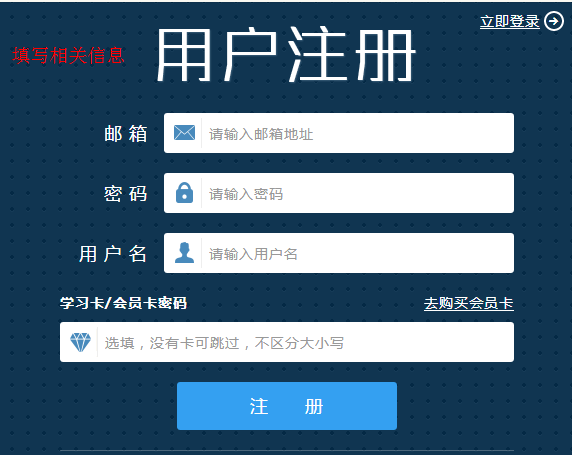 立即登录
用户注册
填写相关信息
邮 箱 请输入邮箱地址
密 码 请输入密码
用 户 名 请输入用户名
学习卡/会员卡密码 去购买会员卡
选填，没有卡可跳过，不区分大小写
注 册